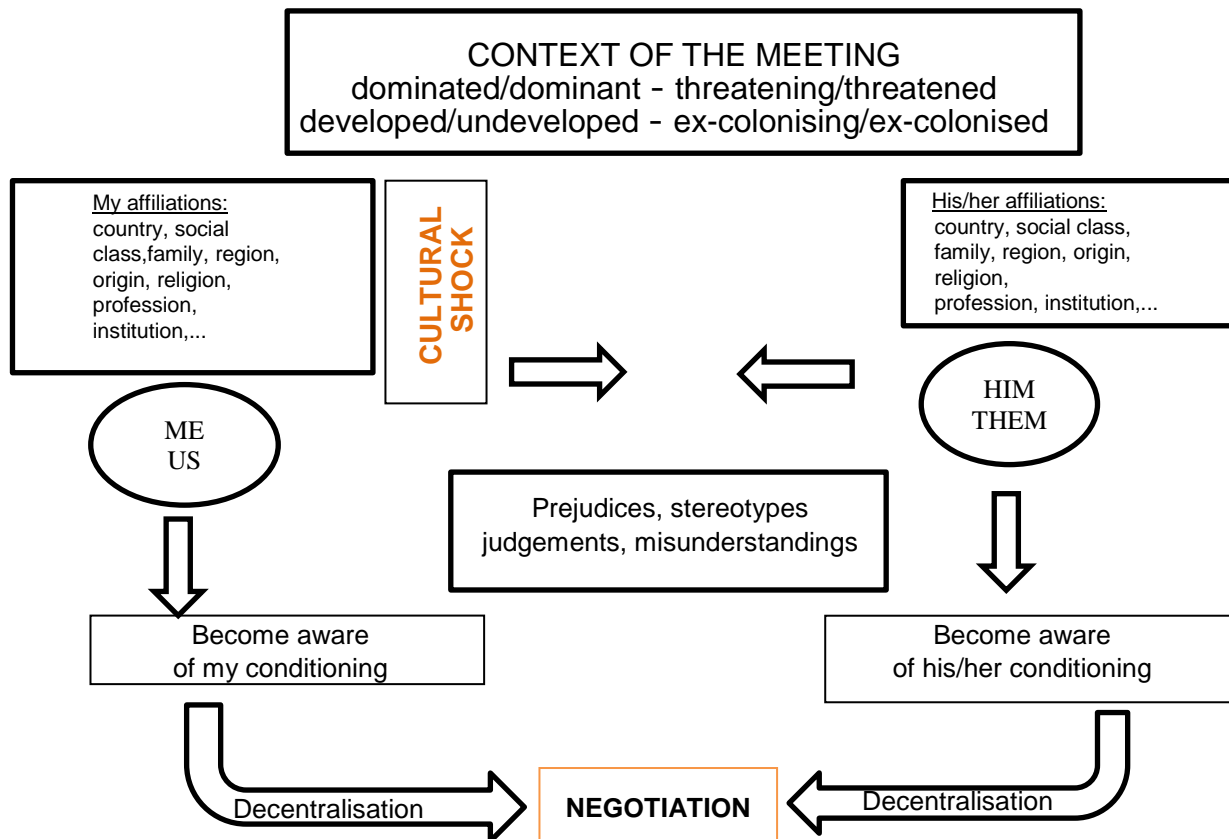 CONTEXT OF THE MEETING
dominated/dominant - threatening/threatened
developed/undeveloped - ex-colonising/ex-colonised
My affiliations:
country, social
class,family, region,
origin, religion,
profession,
institution,...
CULTURAL
SHOCK
His/her affiliations:
country, social class,
family, region, origin,
religion,
profession, institution,...
ME
US
HIM
THEM
Prejudices, stereotypes
judgements, misunderstandings
Become aware
of my conditioning
Become aware
of his/her conditioning
Decentralisation
NEGOTIATION
Decentralisation